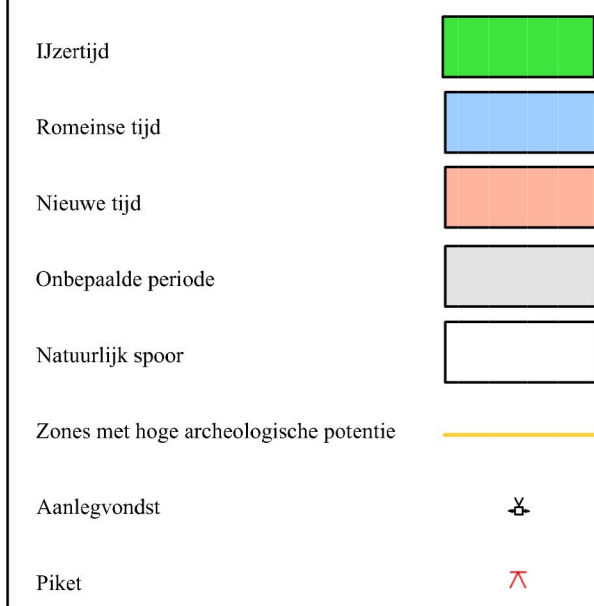 IJzertijd
Romeinse tijd
Nieuwe tijd
Onbepaalde periode
Natuurlijk spoor
Zones met hoge archeologische potentie
Aanlegvondst
Piket